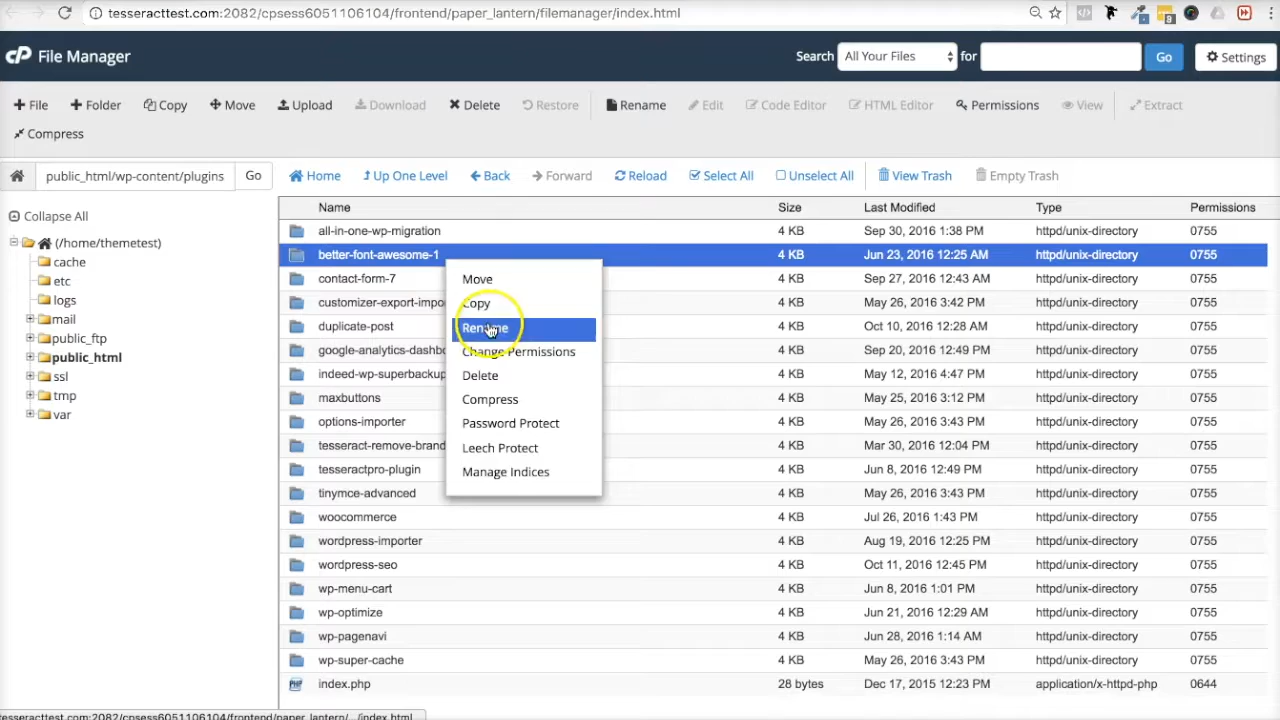 tesseracttest.com:2082/cpsess6051106104/frontend/paper_lantern/filemanager/index.html
cP File Manager Search All Your Files for Go Settings
File Folder Copy Move Upload Download Delete Restore Rename Edit Code Editor HTML Editor Permissions View Extract
Compress
public_html/wp-content/plugins Go Home Up One Level Back Forward Reload Select All Unselect All View Trash Empty Trash
Collapse All
(/home/themetest)
cache
etc
logs
mail
public_ftp
public_html
ssl
tmp
var
Name Size Last Modified Type Permissions
all-in-one-wp-migration 4 KB Sep 30, 2016 1:38 PM httpd/unix-directory 0755
better-font-awesome-1 4 KB Jun 23, 2016 12:25 AM httpd/unix-directory 0755
contact-form-7 4 KB Sep 27, 2016 12:43 AM httpd/unix-directory 0755
customizer-export-impo 4 KB May 26, 2016 3:42 PM httpd/unix-directory 0755
duplicate-post 4 KB Oct 10, 2016 12:28 AM httpd/unix-directory 0755
google-analytics-dashbo 4 KB Sep 20, 2016 12:49 PM httpd/unix-directory 0755
indeed-wp-superbackup 4 KB May 12, 2016 4:47 PM httpd/unix-directory 0755
maxbuttons 4 KB May 25, 2016 3:12 PM httpd/unix-directory 0755
options-importer 4 KB May 26, 2016 3:43 PM httpd/unix-directory 0755
tesseract-remove-brand 4 KB Mar 30, 2016 12:04 PM httpd/unix-directory 0755
tesseractpro-plugin 4 KB Jun 8, 2016 12:49 PM httpd/unix-directory 0755
tinymce-advanced 4 KB May 26, 2016 3:43 PM httpd/unix-directory 0755
woocommerce 4 KB Jul 26, 2016 1:43 PM httpd/unix-directory 0755
wordpress-importer 4 KB Aug 19, 2016 12:25 PM httpd/unix-directory 0755
wordpress-seo 4 KB Oct 11, 2016 12:45 PM httpd/unix-directory 0755
wp-menu-cart 4 KB Jun 8, 2016 1:01 PM httpd/unix-directory 0755
wp-optimize 4 KB Jun 21, 2016 12:29 AM httpd/unix-directory 0755
wp-pagenavi 4 KB Jun 28, 2016 1:14 AM httpd/unix-directory 0755
wp-super-cache 4 KB May 26, 2016 3:43 PM httpd/unix-directory 0755
index.php 28 bytes Dec 17, 2015 12:23 PM application/x-httpd-php 0644
Move
Copy
Rename
Change Permissions
Delete
Compress
Password Protect
Leech Protect
Manage Indices
tesseracttest.com:2082/cpsess6051106104/frontend/paper_lantern/.../index.html